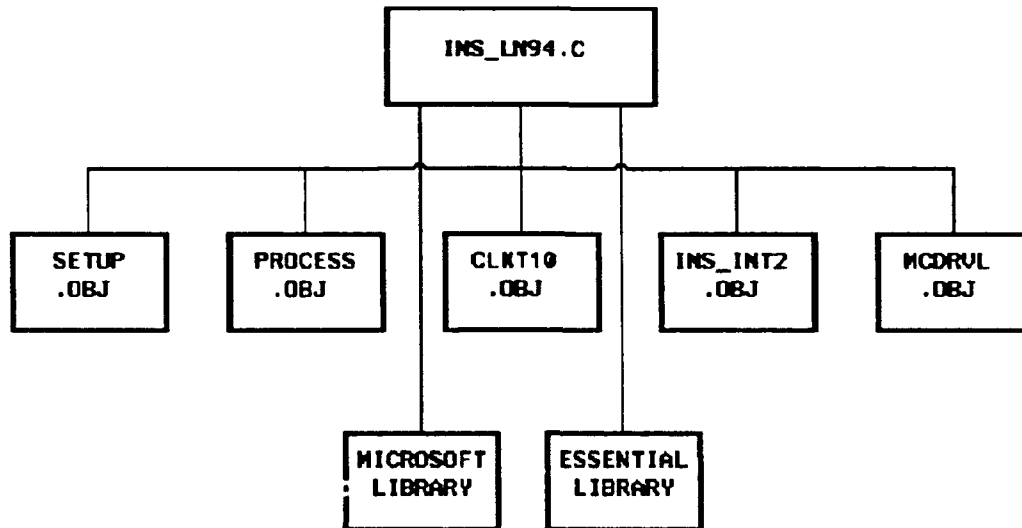 INS_LN94.C
SETUP
.OBJ
PROCESS
.OBJ
CLKT10
.OBJ
INS_INT2
.OBJ
MCDRVL
.OBJ
MICROSOFT
LIBRARY
ESSENTIAL
LIBRARY